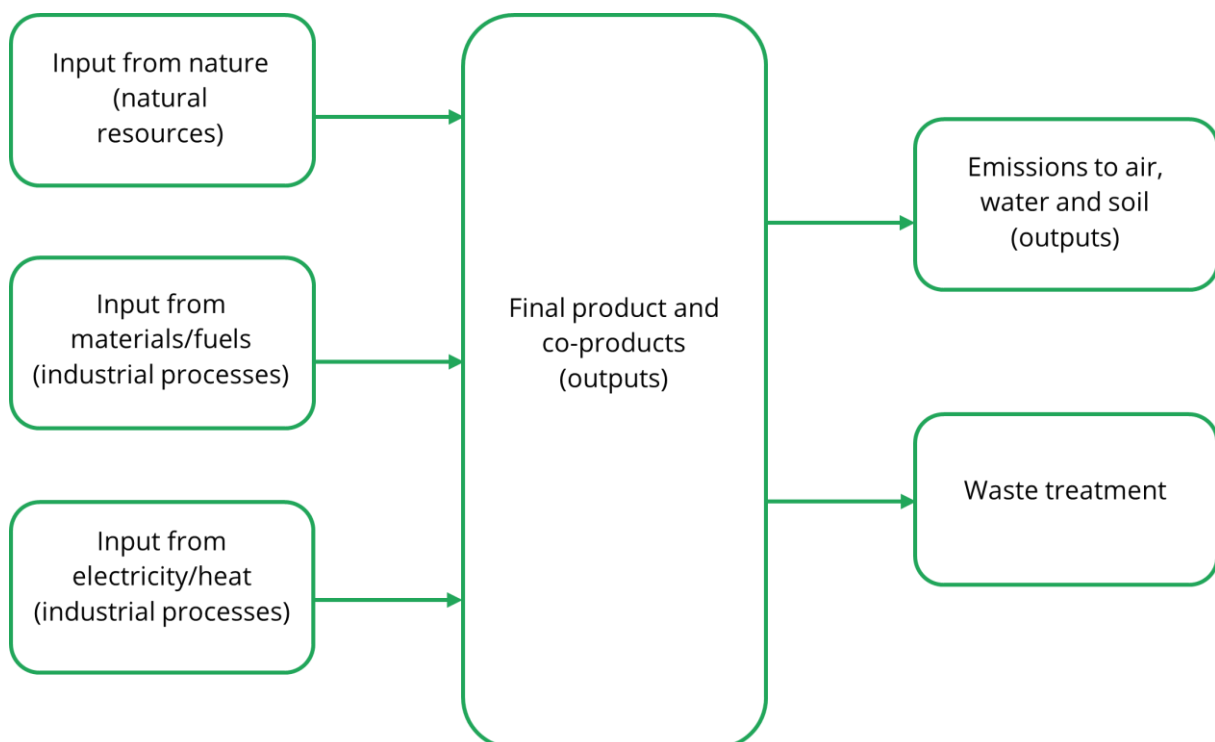 Input from nature
(natural
resources)
Input from
materials/fuels
(industrial processes)
Input from
electricity/heat
(industrial processes)
Final product and
co-products
(outputs)
Emissions to air,
water and soil
(outputs)
Waste treatment